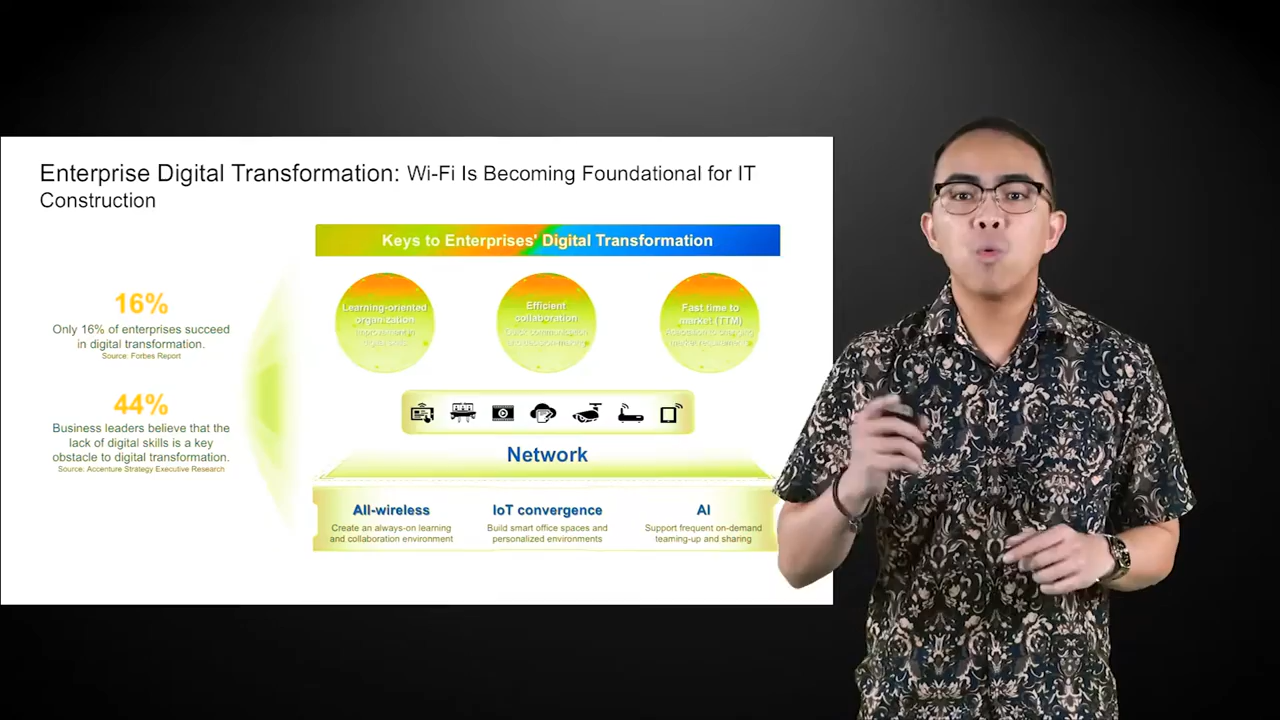 Enterprise Digital Transformation: Wi-Fi Is Becoming Foundational for IT
Construction
Keys to Enterprises' Digital Transformation
16%
Only 16% of enterprises succeed
in digital transformation.
Source: Forbes Report
44%
Business leaders believe that the
lack of digital skills is a key
obstacle to digital transformation.
Source: Accenture Strategy Executive Research
Learning-oriented
organization
digital skills
Efficient
collaboration
Fast time to
market (TTM)
Network
All-wireless
Create an always-on learning
and collaboration environment
IoT convergence
Build smart office spaces and
personalized environments
AI
Support frequent on-demand
teaming-up and sharing